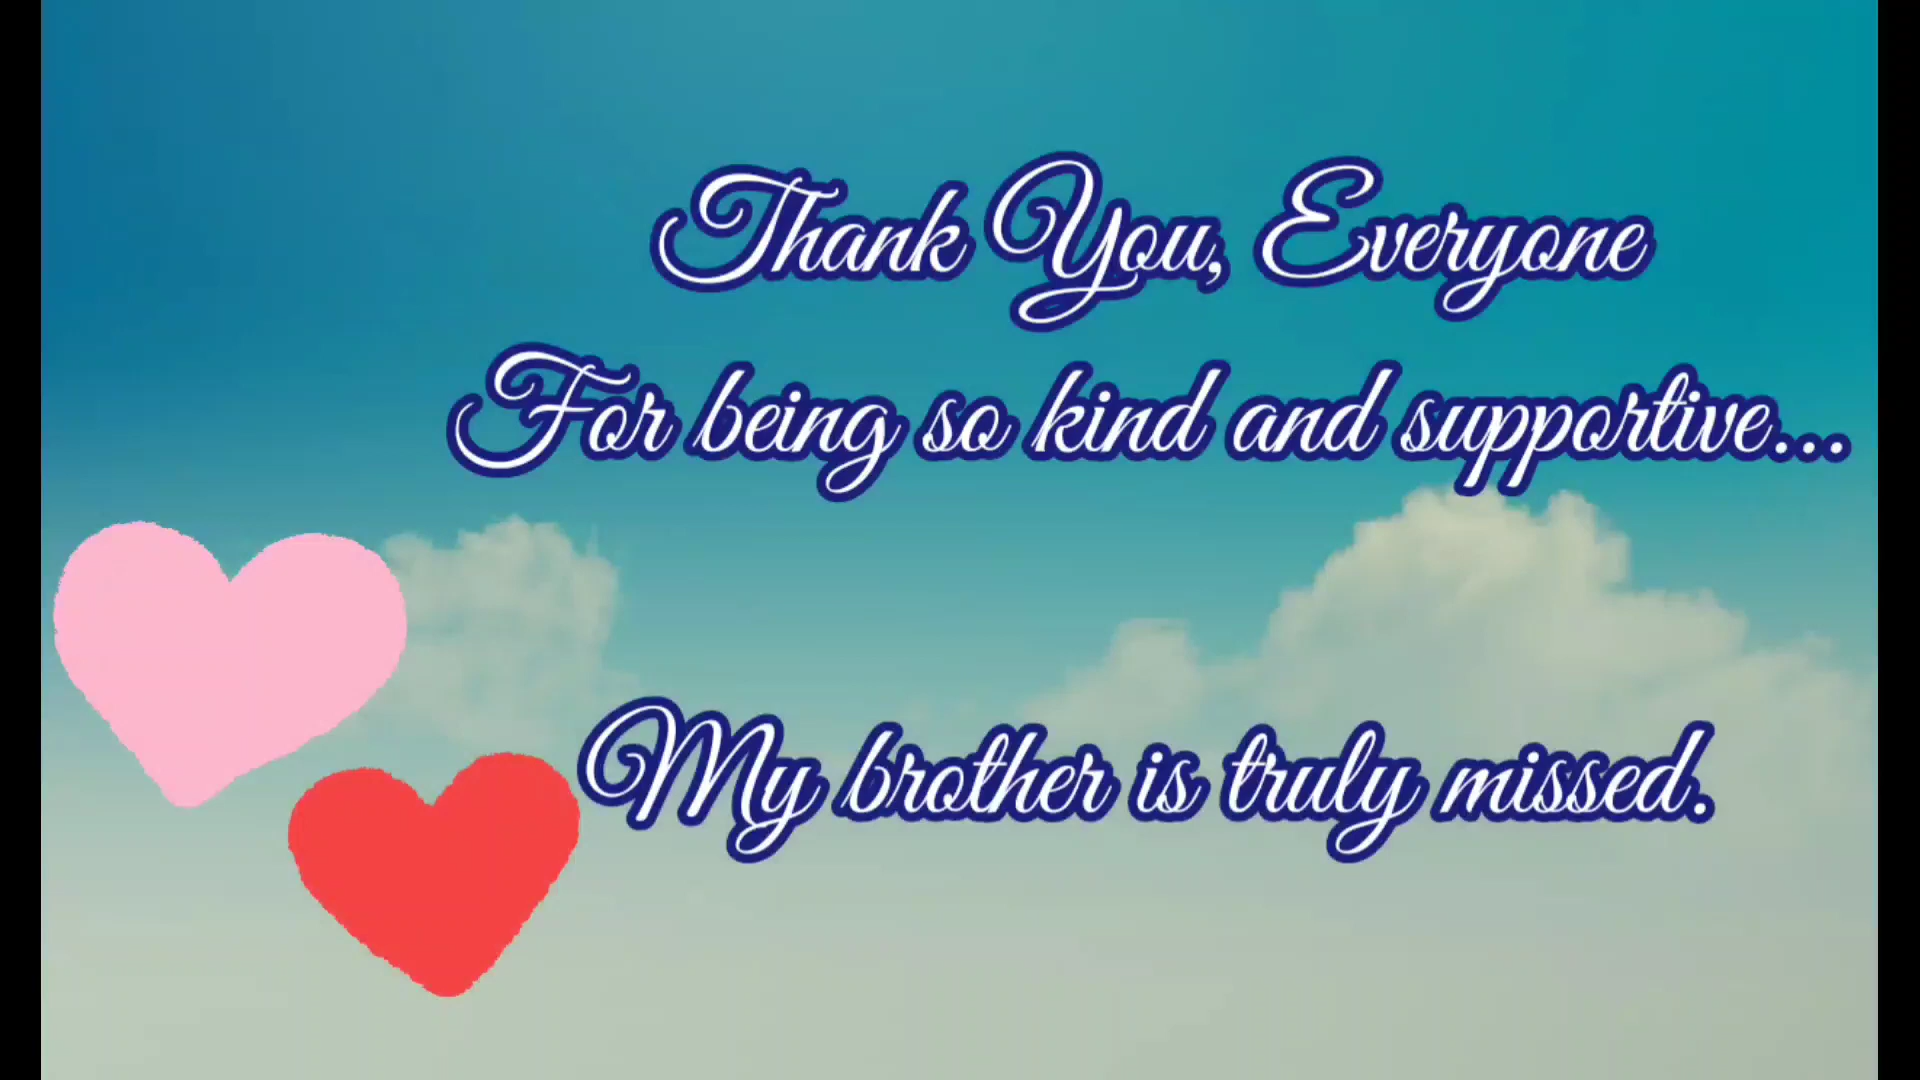 Thank You, Everyone
For being so kind and supportive...
My brother is truly missed.